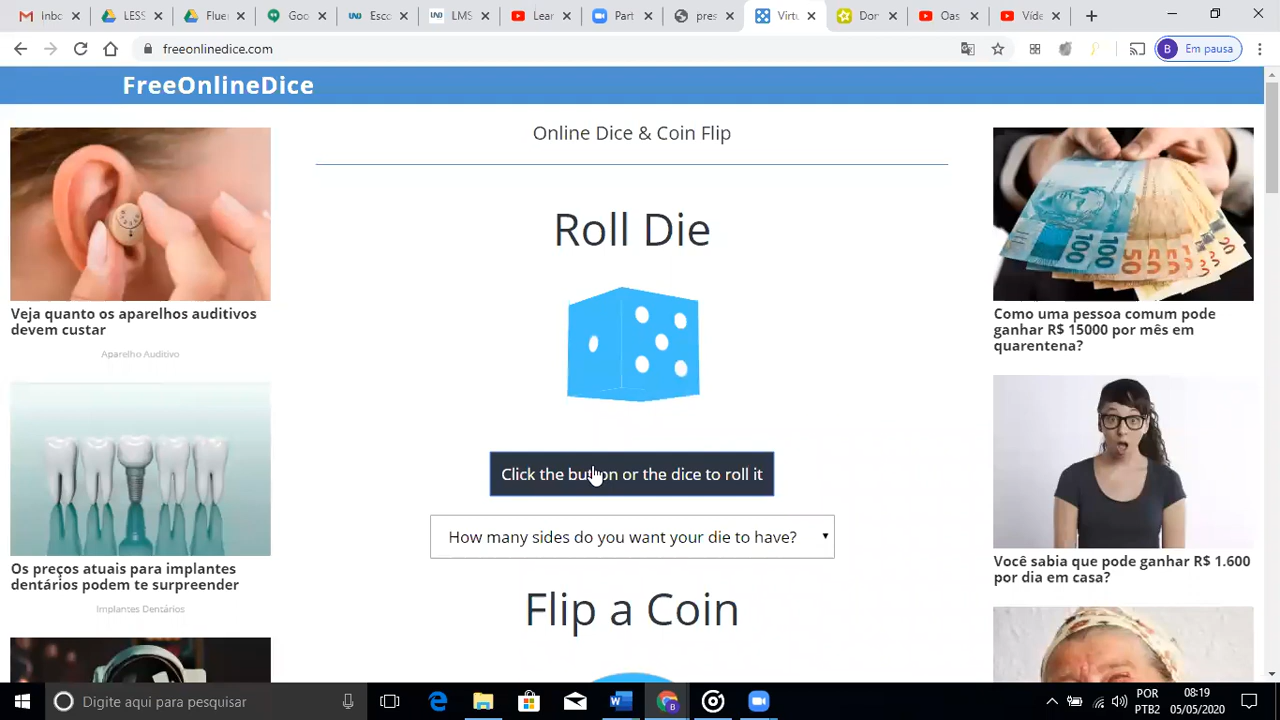 Inbc
LESS
Fluer
Goo
Esco
LMS
Lear
Part
pres
Virtu
Dor
Oas
Víde
freeonlinedice.com
B Em pausa
FreeOnlineDice
Online Dice & Coin Flip
Roll Die
Click the button or the dice to roll it
How many sides do you want your die to have?
Flip a Coin
Veja quanto os aparelhos auditivos
devem custar
Aparelho Auditivo
Os preços atuais para implantes
dentários podem te surpreender
Implantes Dentários
Como uma pessoa comum pode
ganhar R$ 15000 por mês em
quarentena?
Você sabia que pode ganhar R$ 1.600
por dia em casa?
Digite aqui para pesquisar
POR
PTB2
08:19
05/05/2020